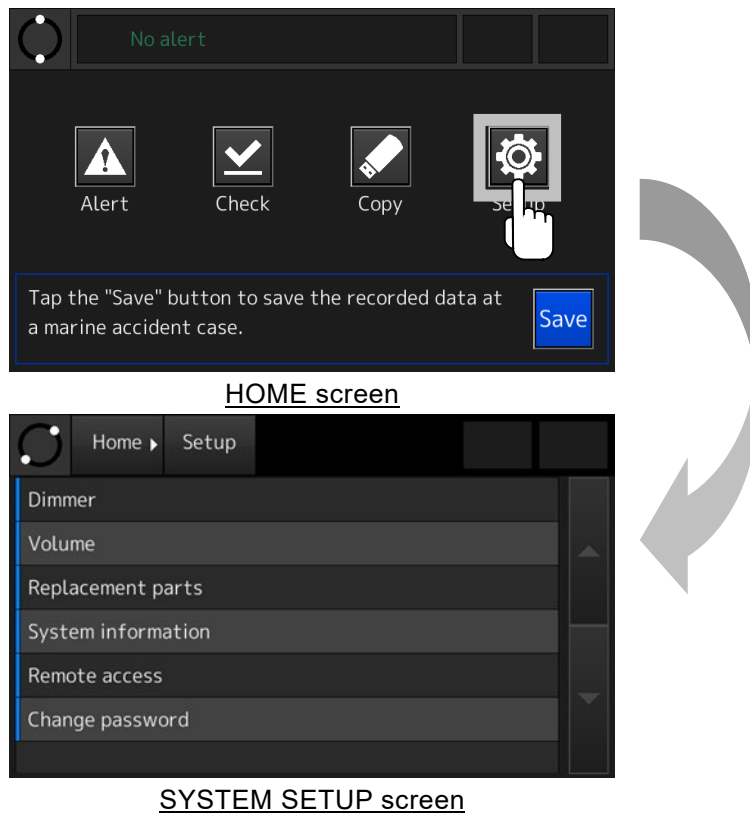 No alert
Alert
Check
Copy
Setup
Tap the "Save" button to save the recorded data at
a marine accident case.
Save
HOME screen
Home
Setup
Dimmer
Volume
Replacement parts
System information
Remote access
Change password
SYSTEM SETUP screen